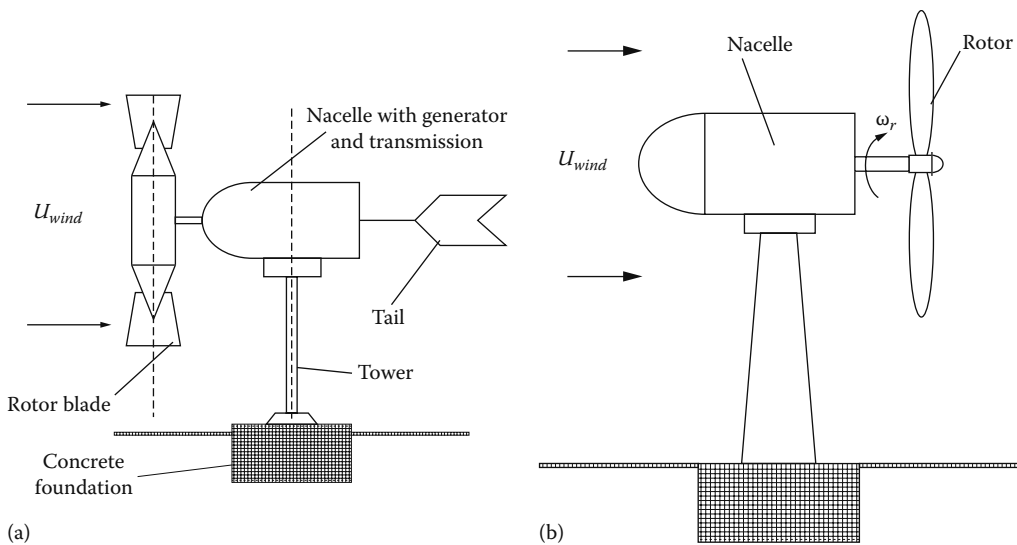 Nacelle with generator
and transmission
U_wind
Tail
Tower
Rotor blade
Concrete
foundation
(a)
Nacelle
Rotor
ω_r
U_wind
(b)